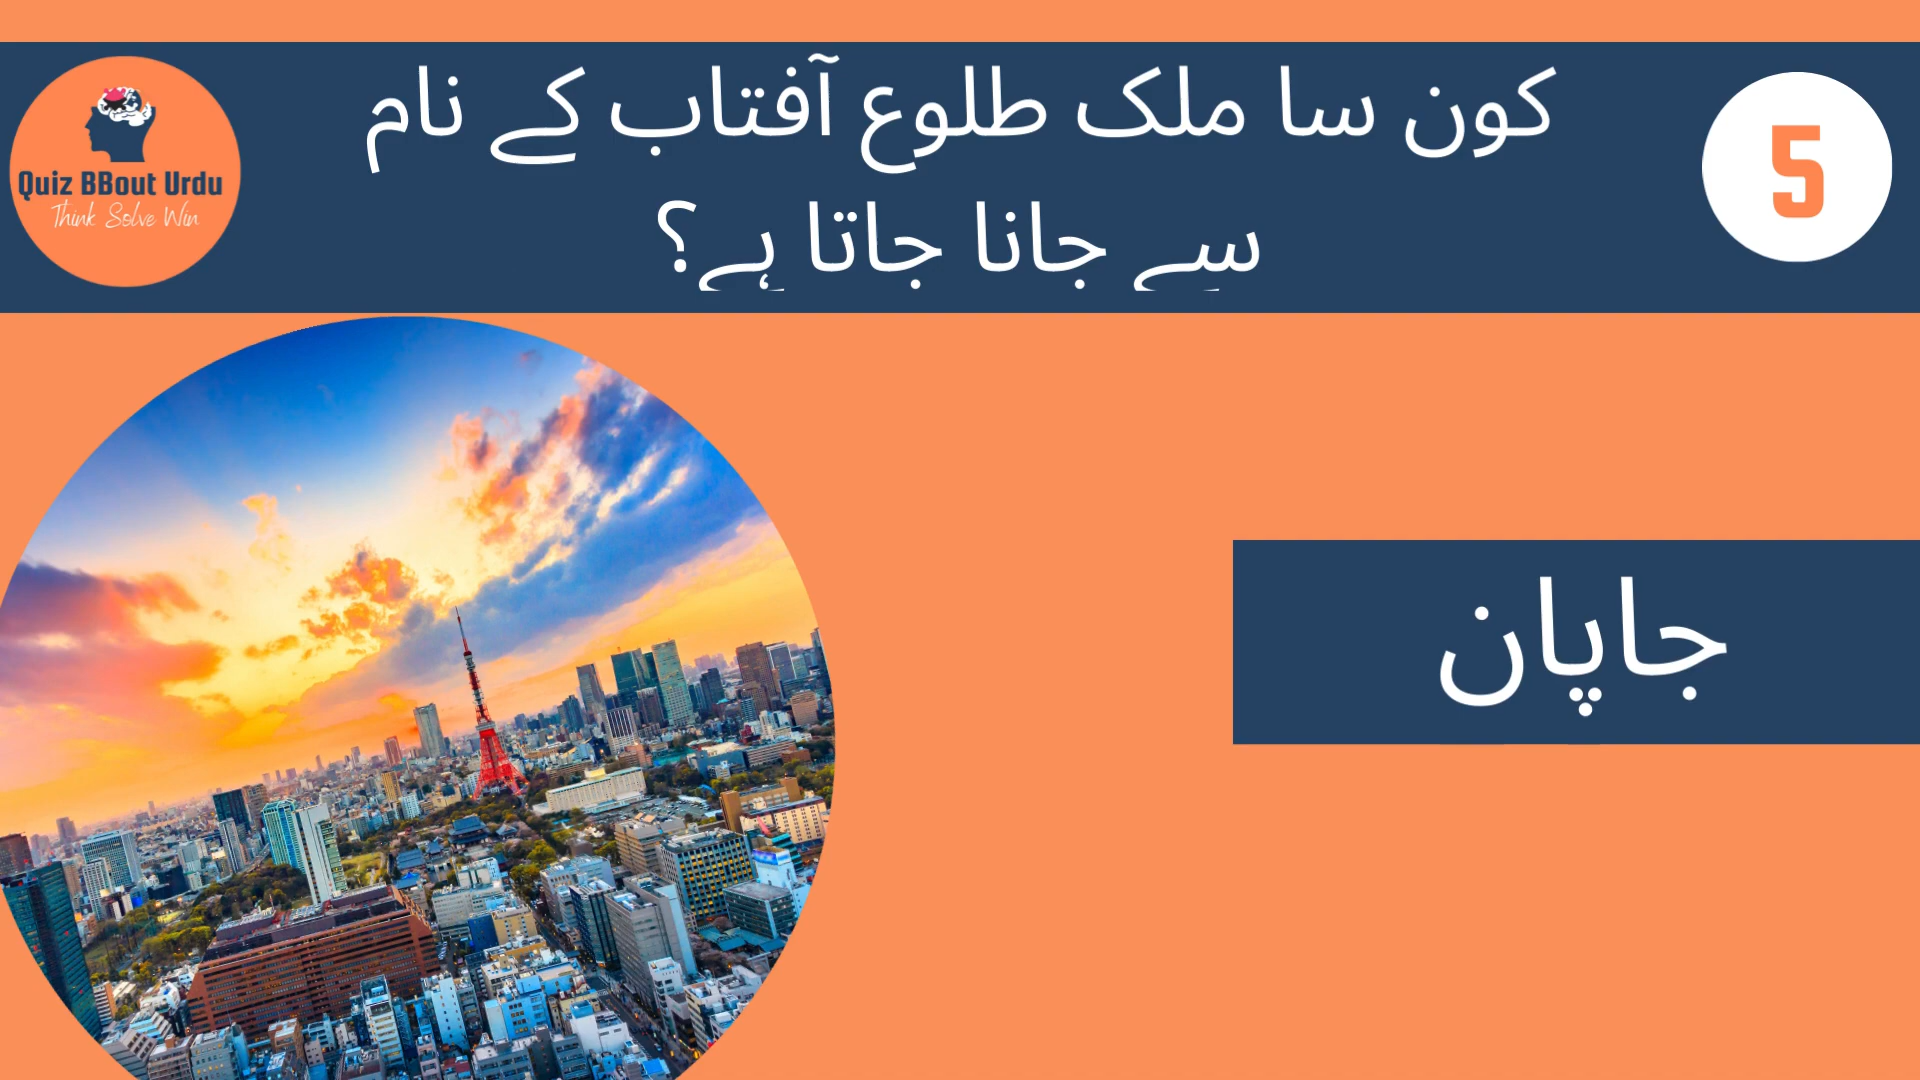 کون سا ملک طلوع آفتاب کے نام
سے جانا جاتا ہے؟
5
Quiz BBout Urdu
Think Solve Win
جاپان